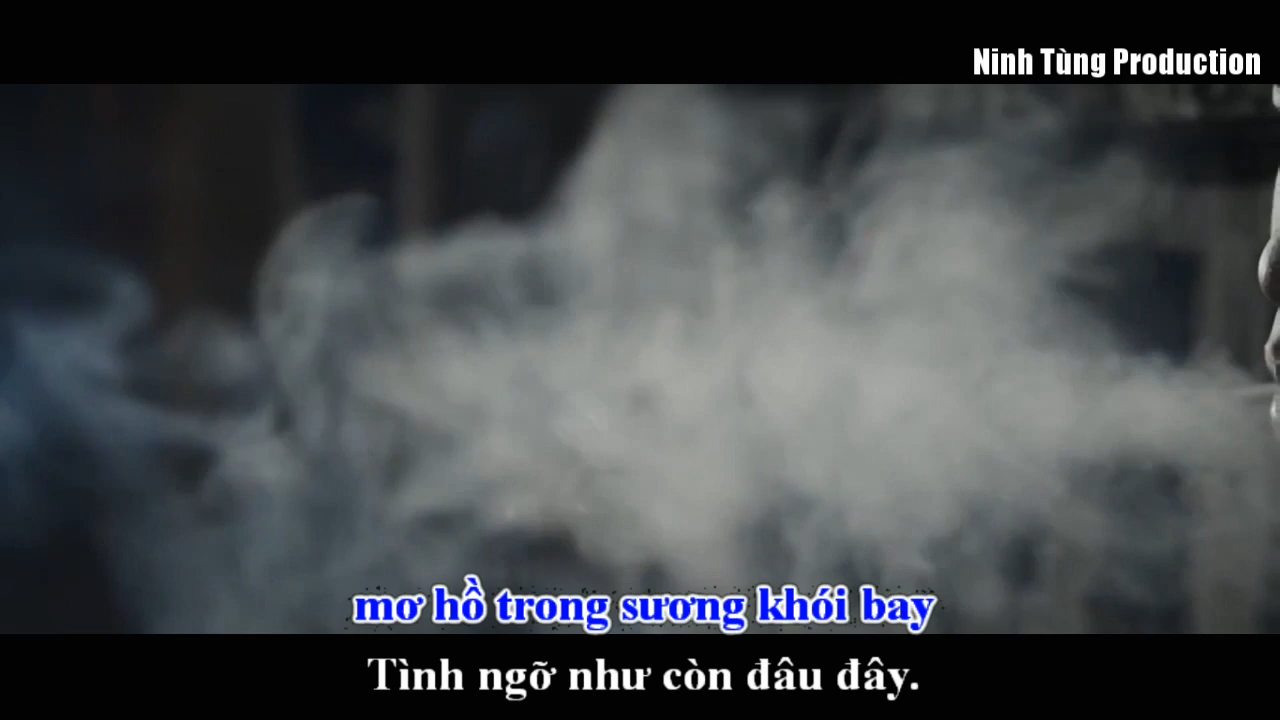 Ninh Tùng Production
mơ hồ trong sương khói bay
Tình ngỡ như còn đâu đây.